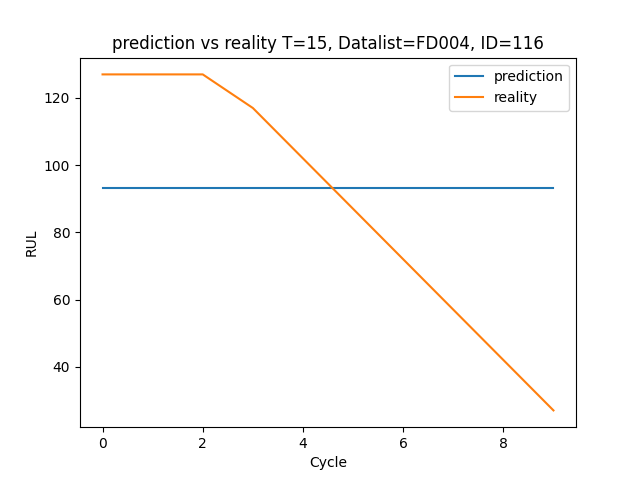 prediction vs reality T=15, Datalist=FD004, ID=116
prediction
reality
120
100
80
60
40
RUL
0 2 4 6 8
Cycle